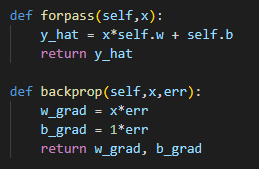 def forpass(self,x):
    y_hat = x*self.w + self.b
    return y_hat

def backprop(self,x,err):
    w_grad = x*err
    b_grad = 1*err
    return w_grad, b_grad